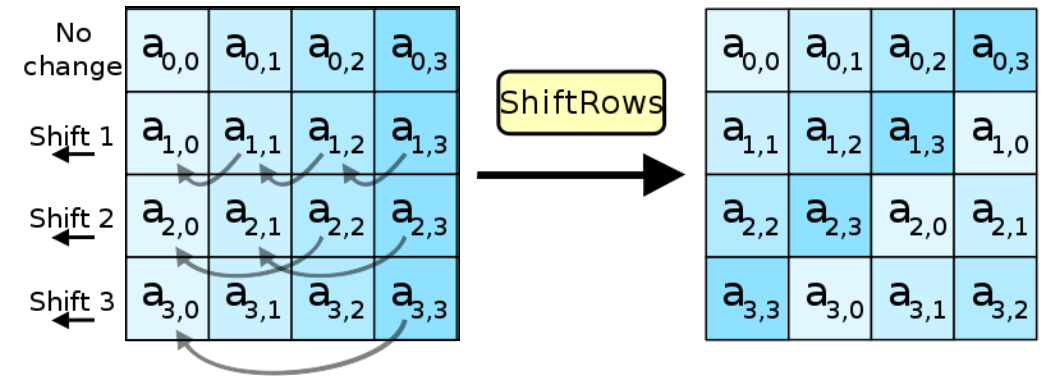 No
change
a0,0 a0,1 a0,2 a0,3
a0,0 a0,1 a0,2 a0,3
ShiftRows
Shift 1
a1,0 a1,1 a1,2 a1,3
a1,1 a1,2 a1,3 a1,0
Shift 2
a2,0 a2,1 a2,2 a2,3
a2,2 a2,3 a2,0 a2,1
Shift 3
a3,0 a3,1 a3,2 a3,3
a3,3 a3,0 a3,1 a3,2